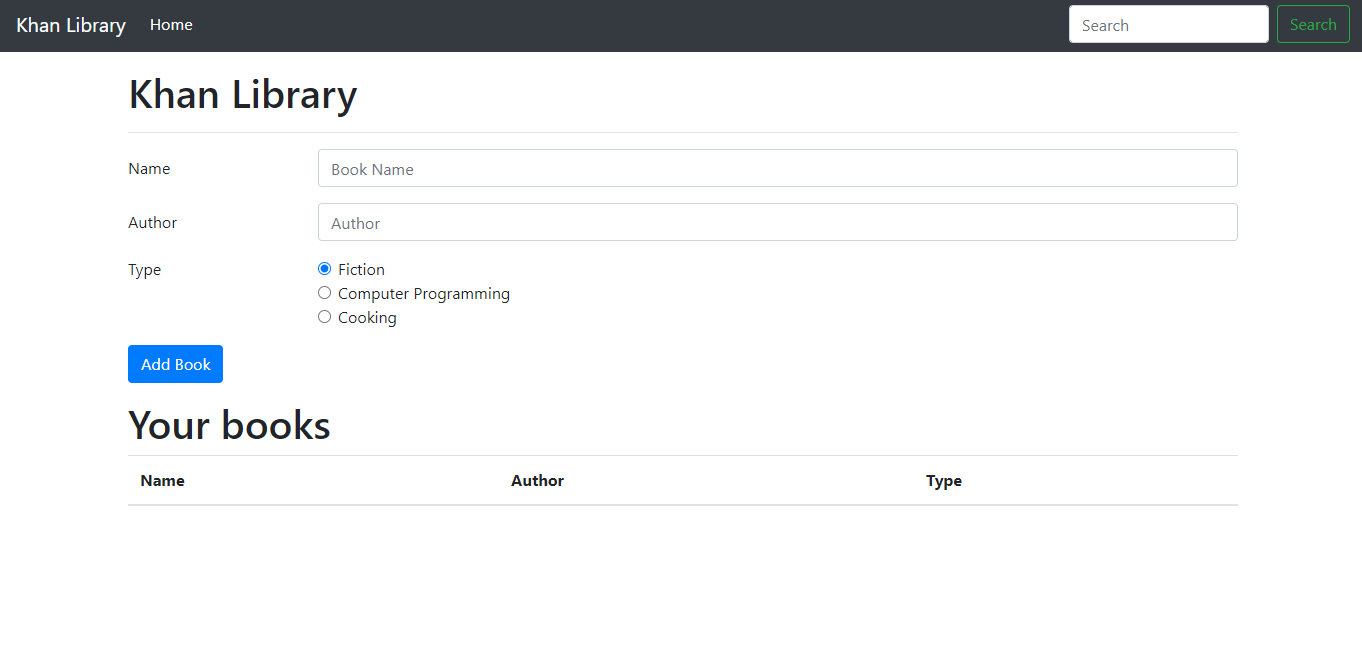 Khan Library Home Search Search
Khan Library
Name Book Name
Author Author
Type Fiction
Computer Programming
Cooking
Add Book
Your books
Name Author Type